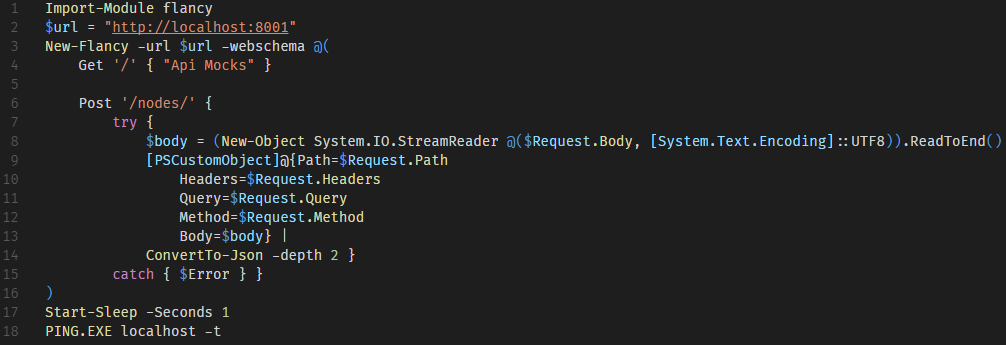 1 Import-Module flancy
2 $url = "http://localhost:8001"
3 New-Flancy -url $url -webschema @(
4 Get '/' { "Api Mocks" }
5
6 Post '/nodes/' {
7 try {
8 $body = (New-Object System.IO.StreamReader @($Request.Body, [System.Text.Encoding]::UTF8)).ReadToEnd()
9 [PSCustomObject]@{Path=$Request.Path
10 Headers=$Request.Headers
11 Query=$Request.Query
12 Method=$Request.Method
13 Body=$body} |
14 ConvertTo-Json -depth 2 }
15 catch { $Error } }
16 )
17 Start-Sleep -Seconds 1
18 PING.EXE localhost -t